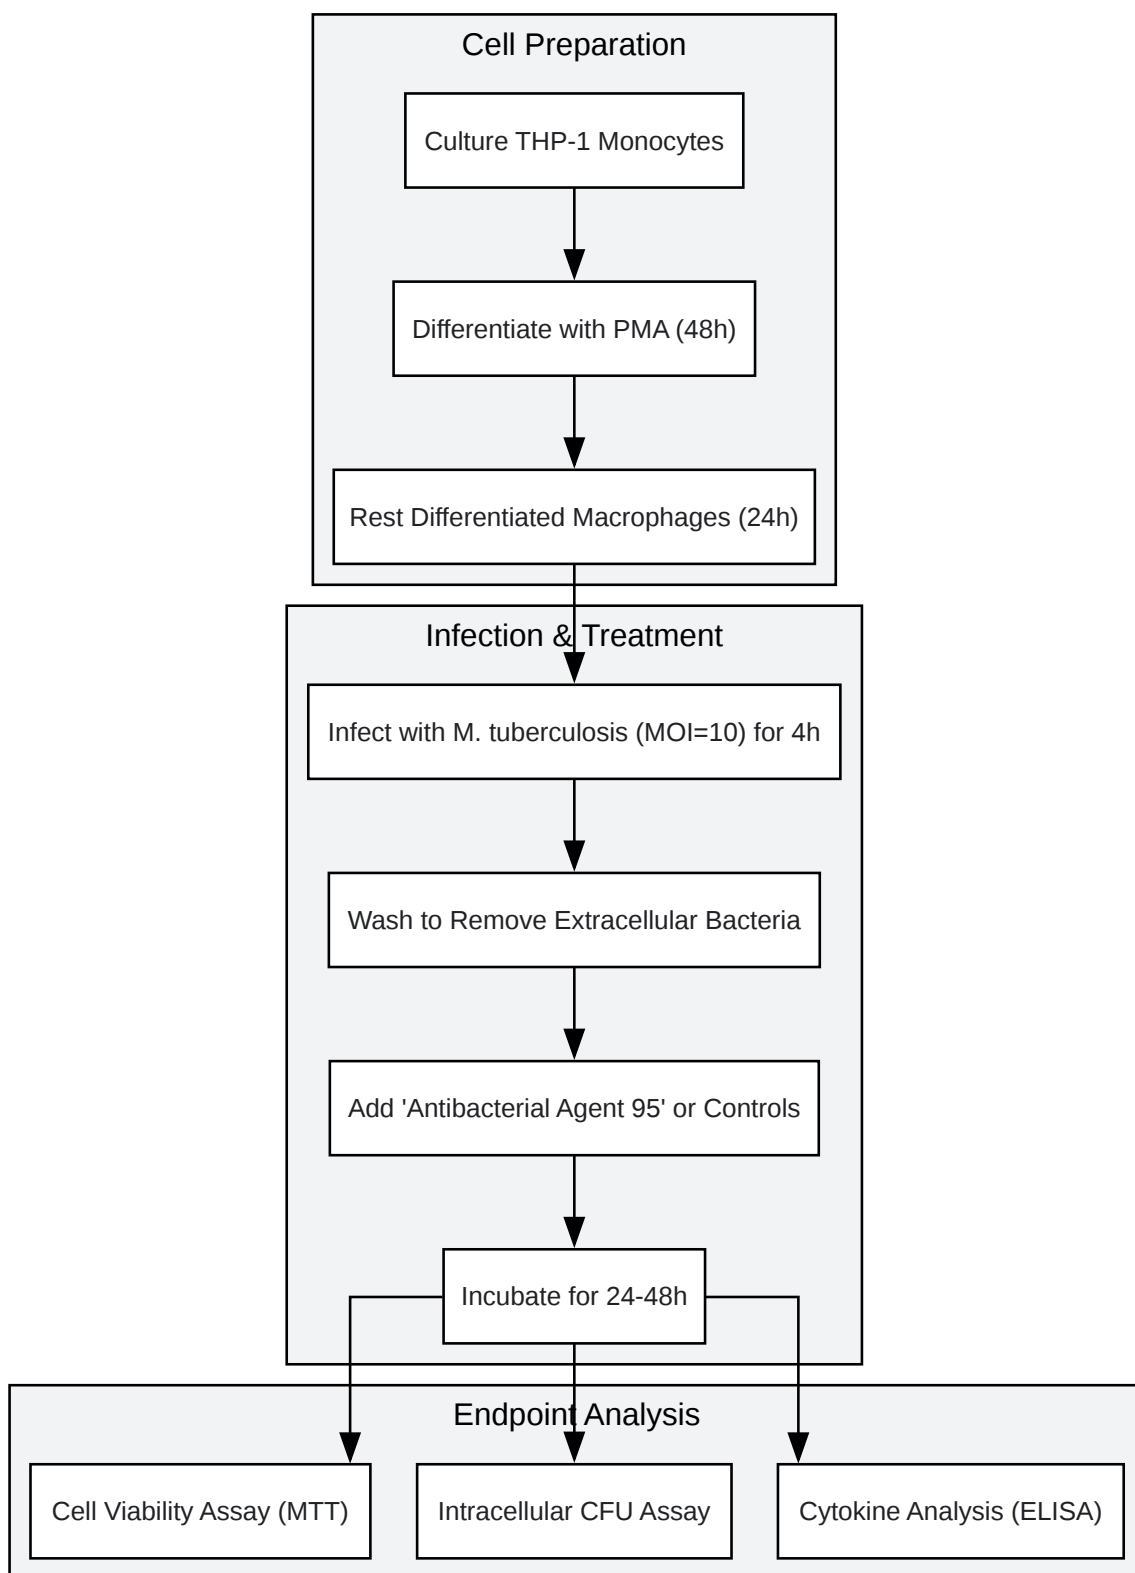 Cell Preparation
Culture THP-1 Monocytes
Differentiate with PMA (48h)
Rest Differentiated Macrophages (24h)
Infection & Treatment
Infect with M. tuberculosis (MOI=10) for 4h
Wash to Remove Extracellular Bacteria
Add 'Antibacterial Agent 95' or Controls
Incubate for 24-48h
Endpoint Analysis
Cell Viability Assay (MTT)
Intracellular CFU Assay
Cytokine Analysis (ELISA)